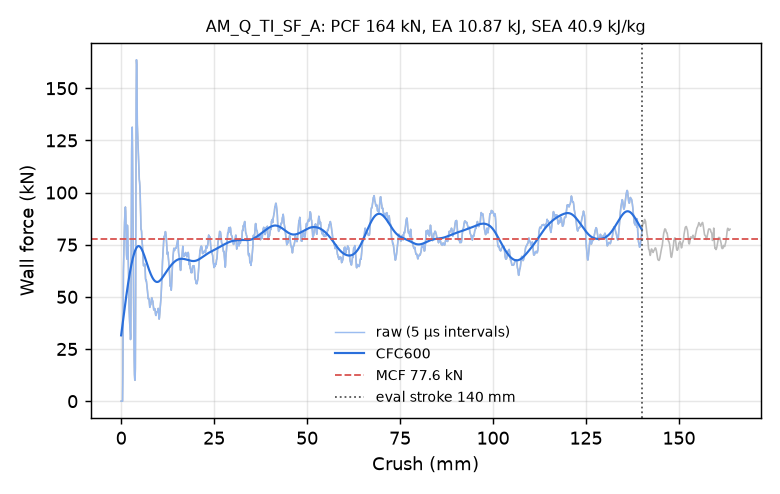 AM_Q_TI_SF_A: PCF 164 kN, EA 10.87 kJ, SEA 40.9 kJ/kg
Wall force (kN)
150
125
100
75
50
25
0
raw (5 µs intervals)
CFC600
MCF 77.6 kN
eval stroke 140 mm
0 25 50 75 100 125 150
Crush (mm)